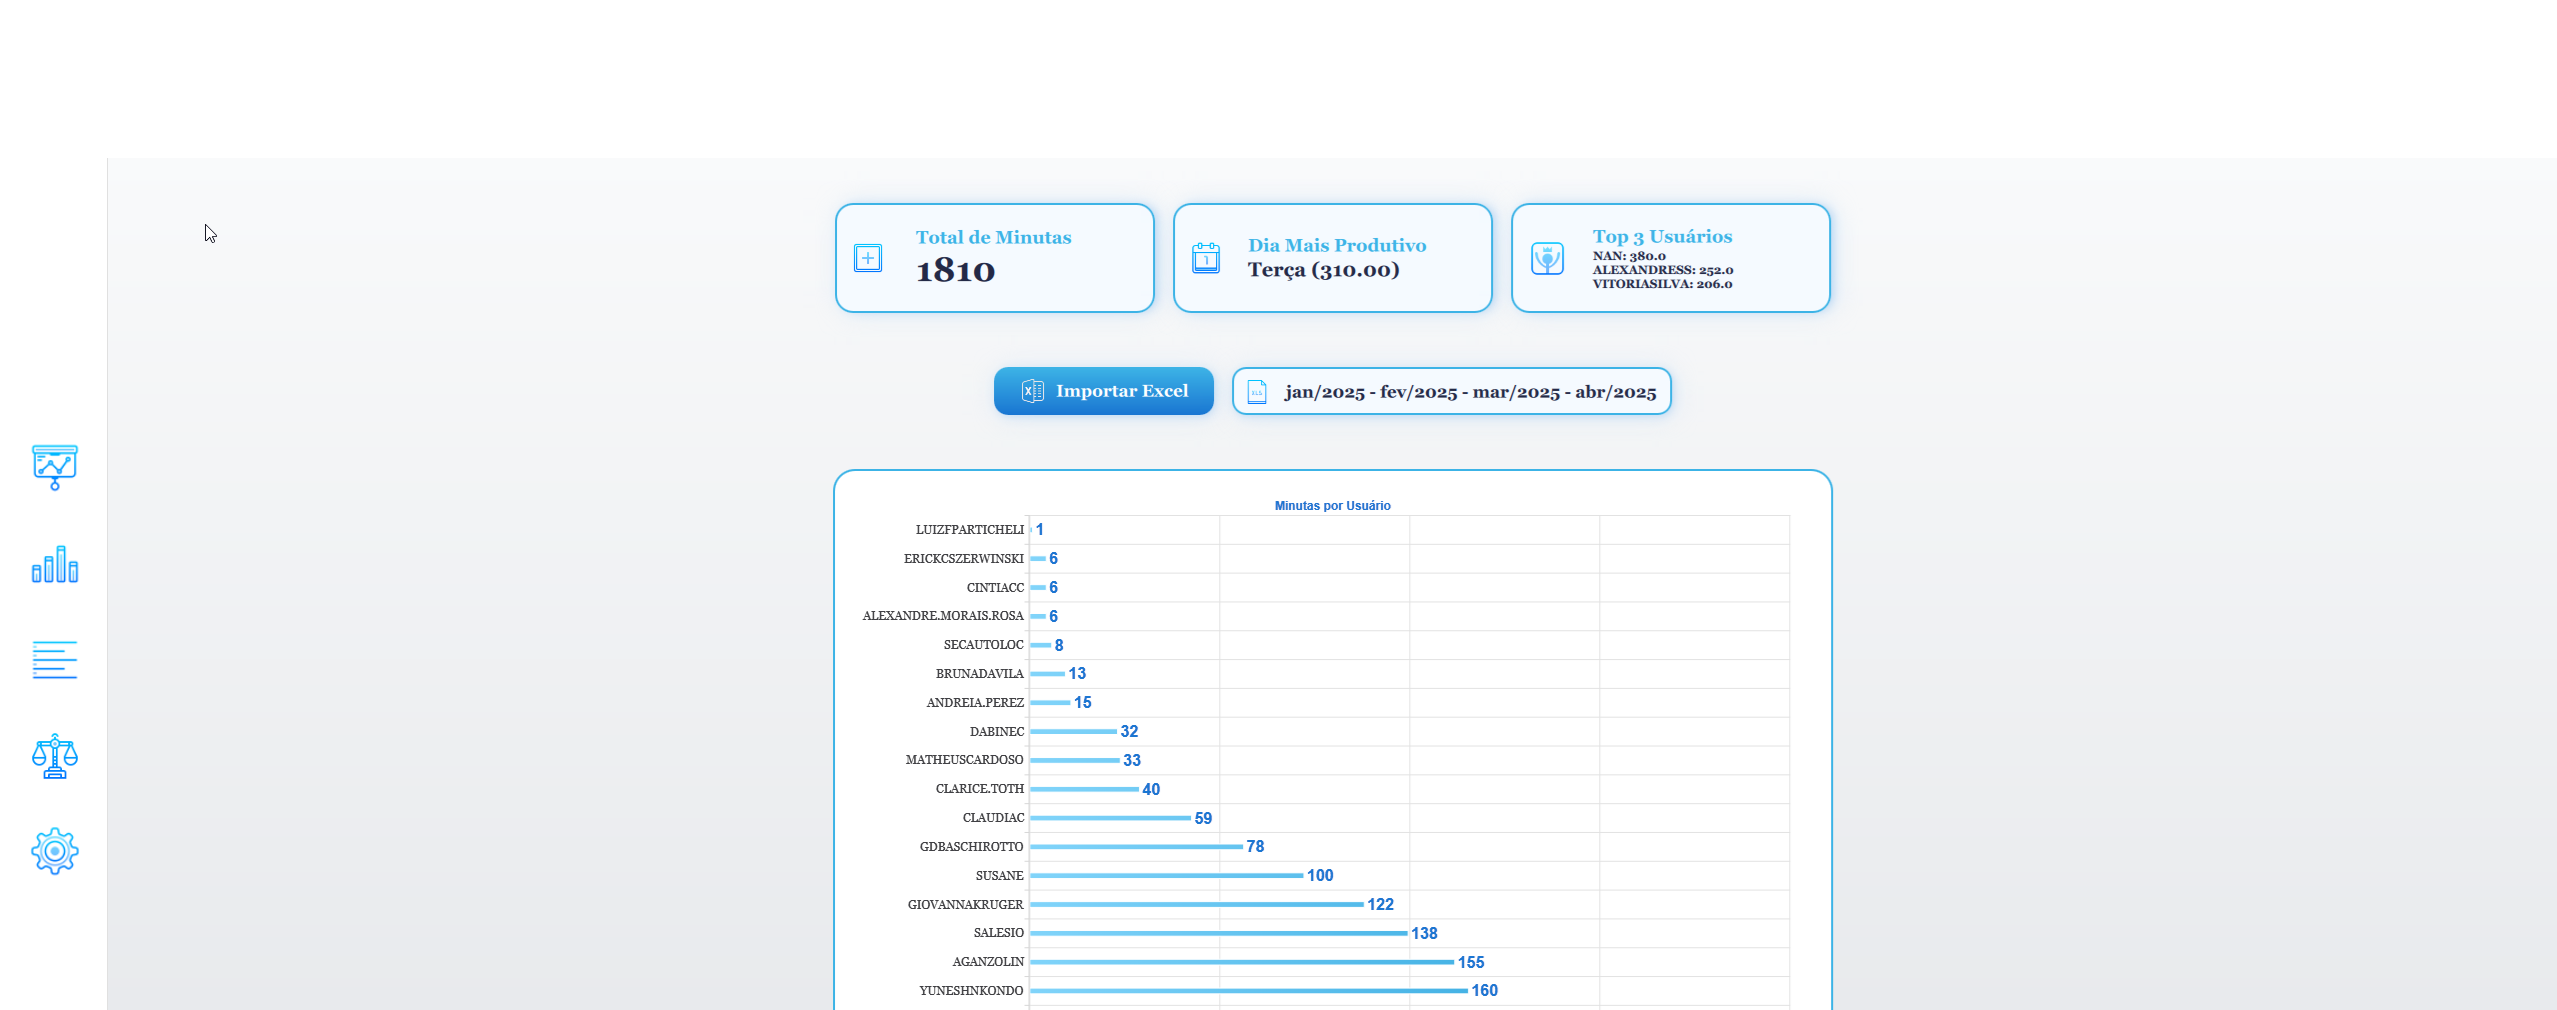 Total de Minutas
1810
Dia Mais Produtivo
Terça (310.00)
Top 3 Usuários
NAN: 380.0
ALEXANDRESS: 252.0
VITORIASILVA: 206.0
Importar Excel
jan/2025 - fev/2025 - mar/2025 - abr/2025
Minutas por Usuário
LUIZFPARTICHELI 1
ERICKCSZERWINSKI 6
CINTIACC 6
ALEXANDRE.MORAIS.ROSA 6
SECAUTOLOC 8
BRUNADAVILA 13
ANDREIA.PEREZ 15
DABINEC 32
MATHEUSCARDOSO 33
CLARICE.TOTH 40
CLAUDIAC 59
GDBASCHIROTTO 78
SUSANE 100
GIOVANNAKRUGER 122
SALESIO 138
AGANZOLIN 155
YUNESHNKONDO 160